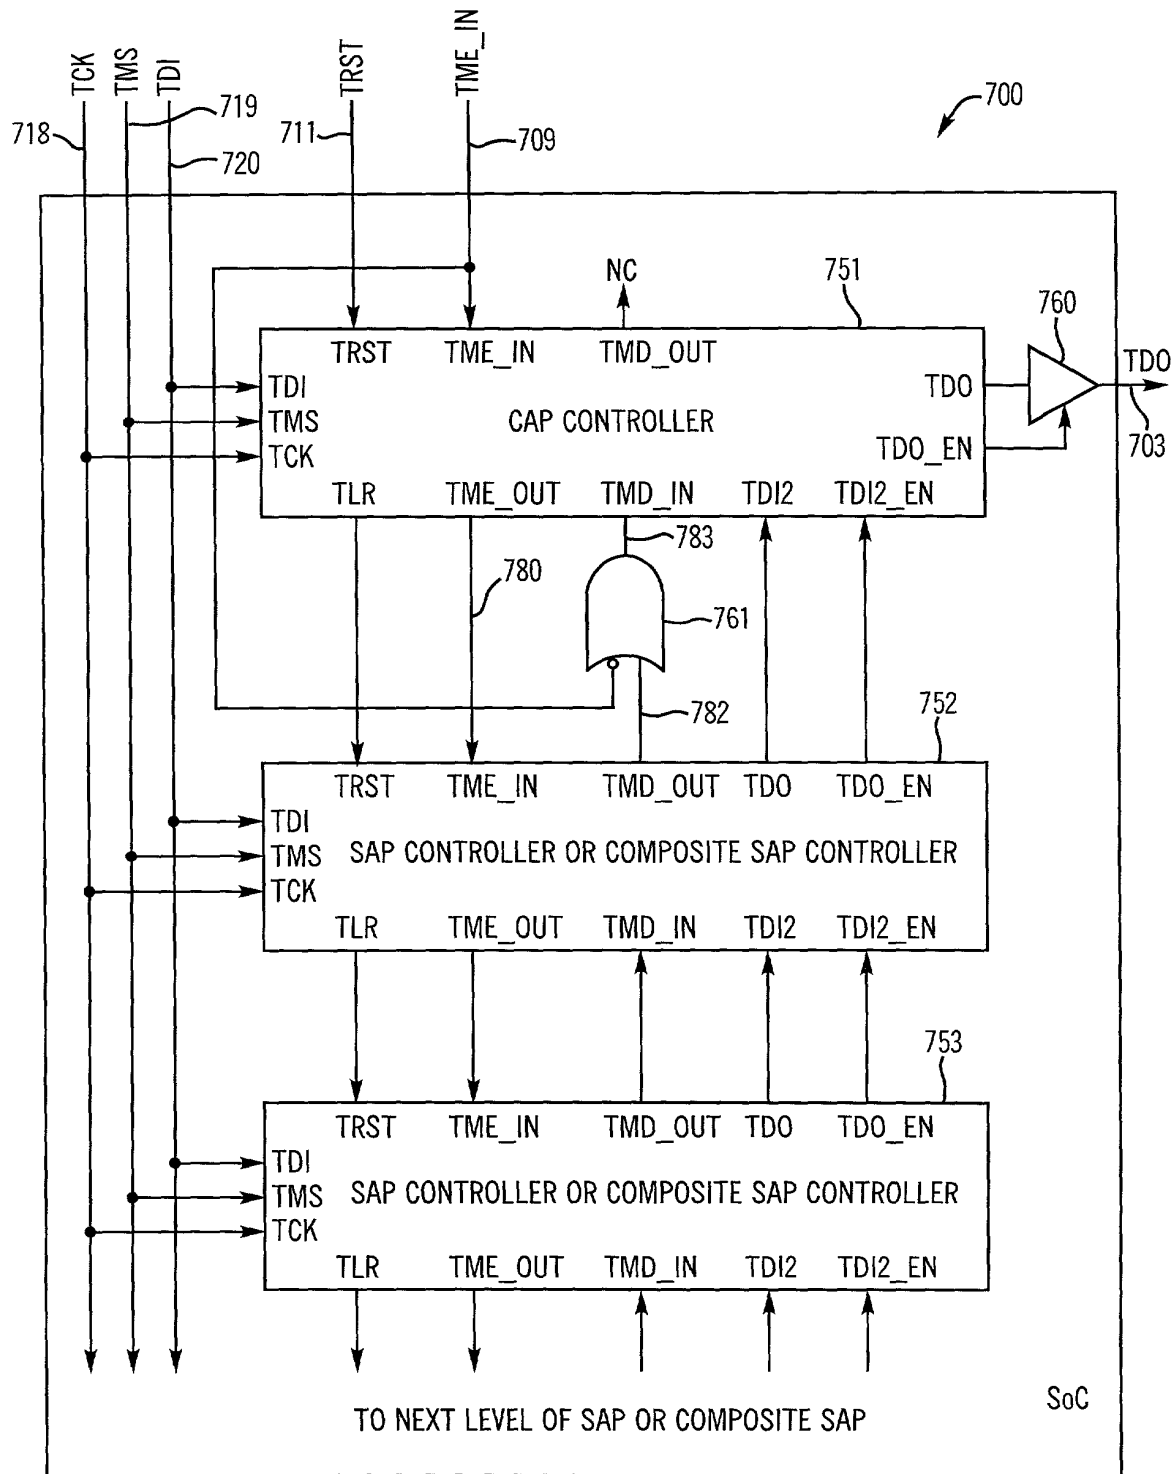 TCK
TMS
TDI
TRST
TME_IN
718
719
720
711
709
700
NC
751
760
TRST
TME_IN
TMD_OUT
TDI
TMS
TCK
CAP CONTROLLER
TDO
TDO_EN
TDO
703
TLR
TME_OUT
TMD_IN
TDI2
TDI2_EN
783
780
761
782
752
TRST
TME_IN
TMD_OUT
TDO
TDO_EN
TDI
TMS
TCK
SAP CONTROLLER OR COMPOSITE SAP CONTROLLER
TLR
TME_OUT
TMD_IN
TDI2
TDI2_EN
753
TRST
TME_IN
TMD_OUT
TDO
TDO_EN
TDI
TMS
TCK
SAP CONTROLLER OR COMPOSITE SAP CONTROLLER
TLR
TME_OUT
TMD_IN
TDI2
TDI2_EN
SoC
TO NEXT LEVEL OF SAP OR COMPOSITE SAP